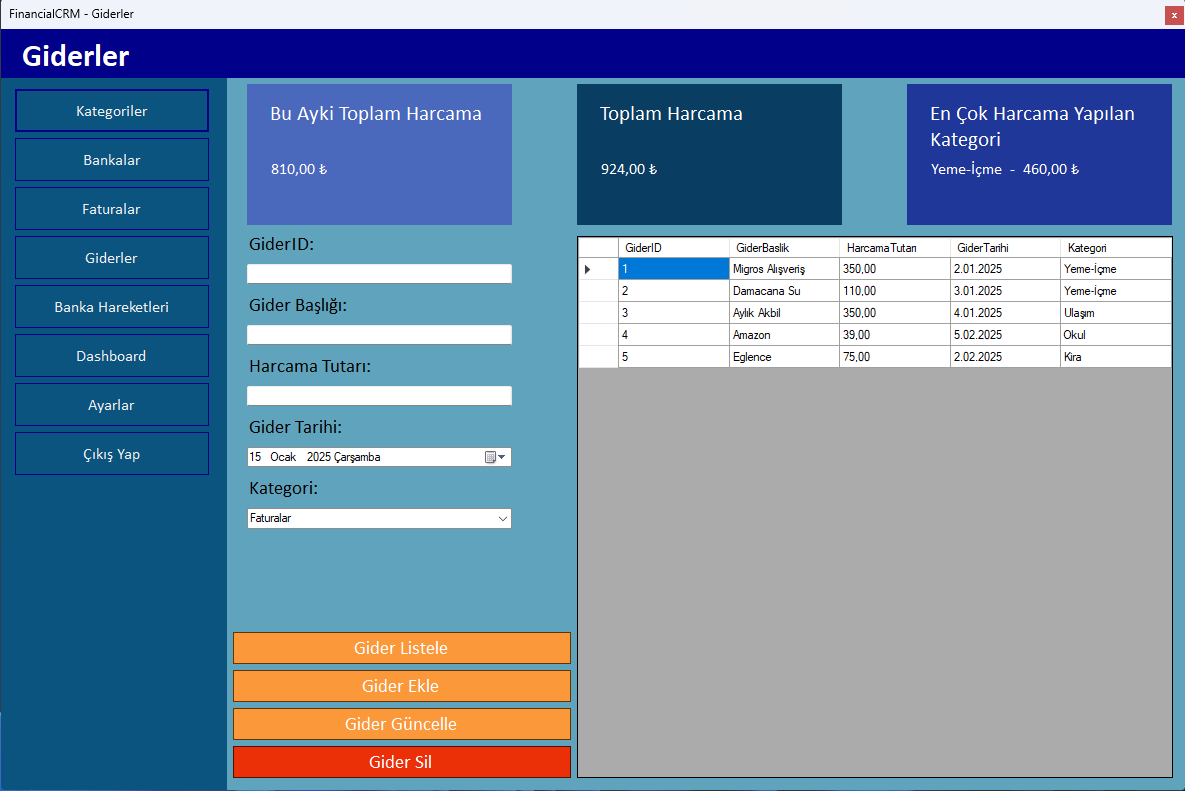 FinancialCRM - Giderler
x
Giderler
Kategoriler
Bankalar
Faturalar
Giderler
Banka Hareketleri
Dashboard
Ayarlar
Çıkış Yap
Bu Ayki Toplam Harcama
810,00 ₺
Toplam Harcama
924,00 ₺
En Çok Harcama Yapılan
Kategori
Yeme-İçme - 460,00 ₺
GiderID:
Gider Başlığı:
Harcama Tutarı:
Gider Tarihi:
15 Ocak 2025 Çarşamba
Kategori:
Faturalar
Gider Listele
Gider Ekle
Gider Güncelle
Gider Sil
GiderID GiderBaslik HarcamaTutarı GiderTarihi Kategori
1 Migros Alışveriş 350,00 2.01.2025 Yeme-İçme
2 Damacana Su 110,00 3.01.2025 Yeme-İçme
3 Aylık Akbil 350,00 4.01.2025 Ulaşım
4 Amazon 39,00 5.02.2025 Okul
5 Eglence 75,00 2.02.2025 Kira